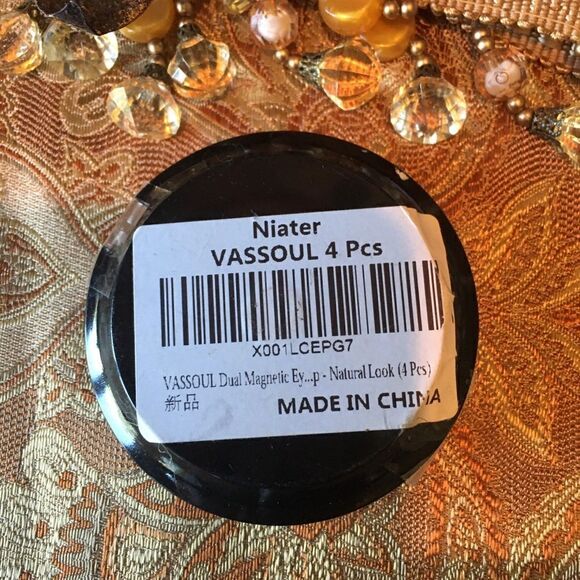 Niater
VASSOUL 4 Pcs
X001LCEPG7
VASSOUL Dual Magnetic Ey...p - Natural Look (4 Pcs)
新品
MADE IN CHINA